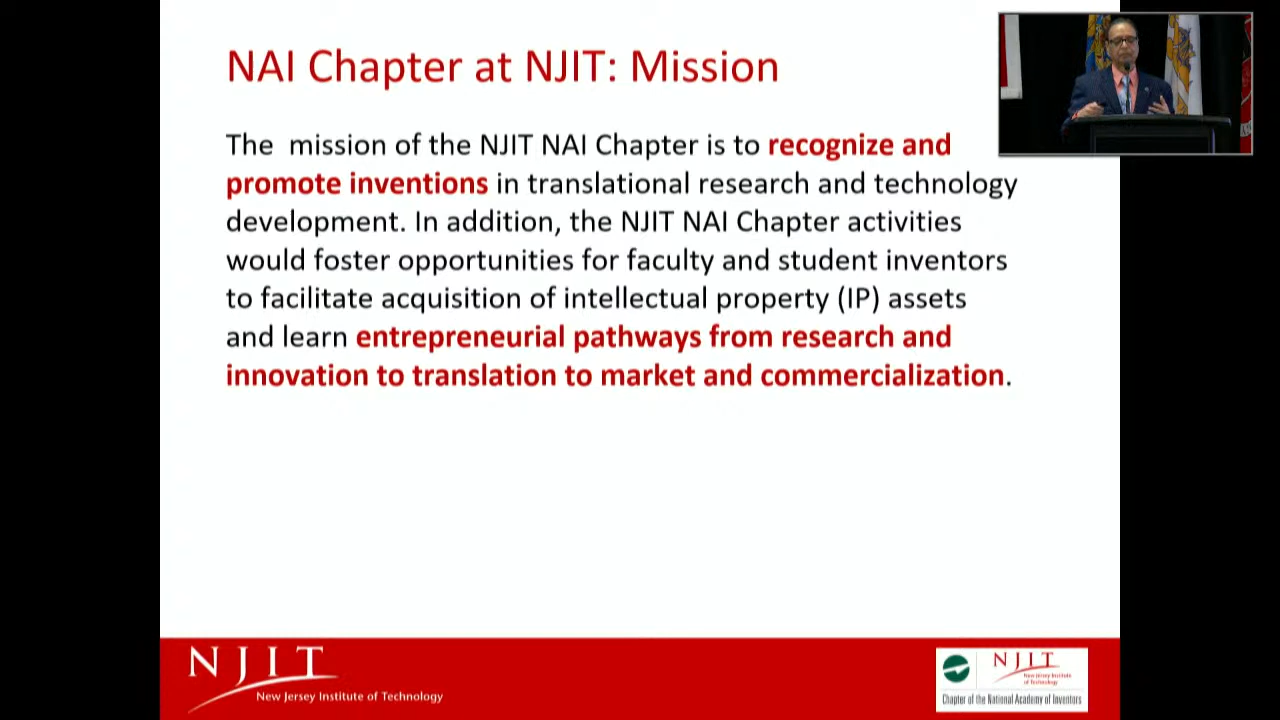 NAI Chapter at NJIT: Mission
The mission of the NJIT NAI Chapter is to recognize and
promote inventions in translational research and technology
development. In addition, the NJIT NAI Chapter activities
would foster opportunities for faculty and student inventors
to facilitate acquisition of intellectual property (IP) assets
and learn entrepreneurial pathways from research and
innovation to translation to market and commercialization.
NJIT
New Jersey Institute of Technology
NJIT
New Jersey Institute
of Technology
Chapter of the National Academy of Inventors